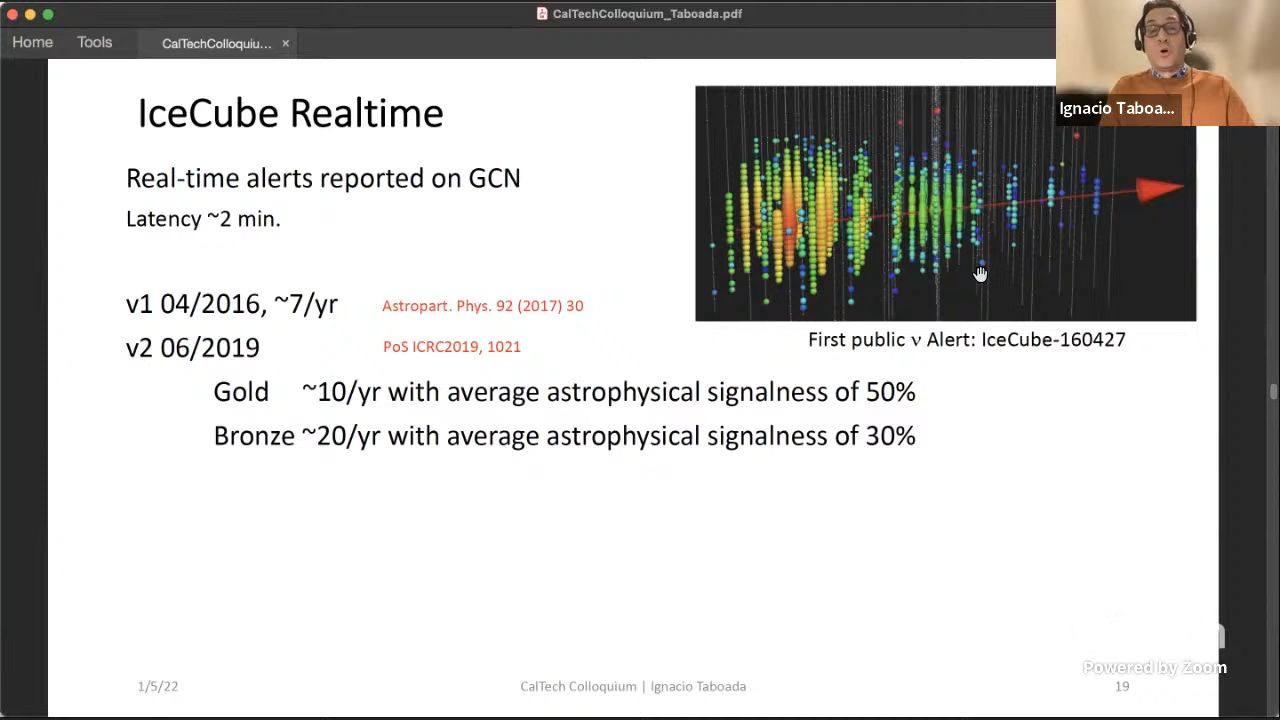 CalTechColloquium_Taboada.pdf
Home Tools CalTechColloquiu... ×
Ignacio Taboa...
IceCube Realtime
Real-time alerts reported on GCN
Latency ~2 min.
v1 04/2016, ~7/yr Astropart. Phys. 92 (2017) 30
First public ν Alert: IceCube-160427
v2 06/2019 PoS ICRC2019, 1021
Gold ~10/yr with average astrophysical signalness of 50%
Bronze ~20/yr with average astrophysical signalness of 30%
Powered by Zoom
1/5/22 CalTech Colloquium | Ignacio Taboada 19